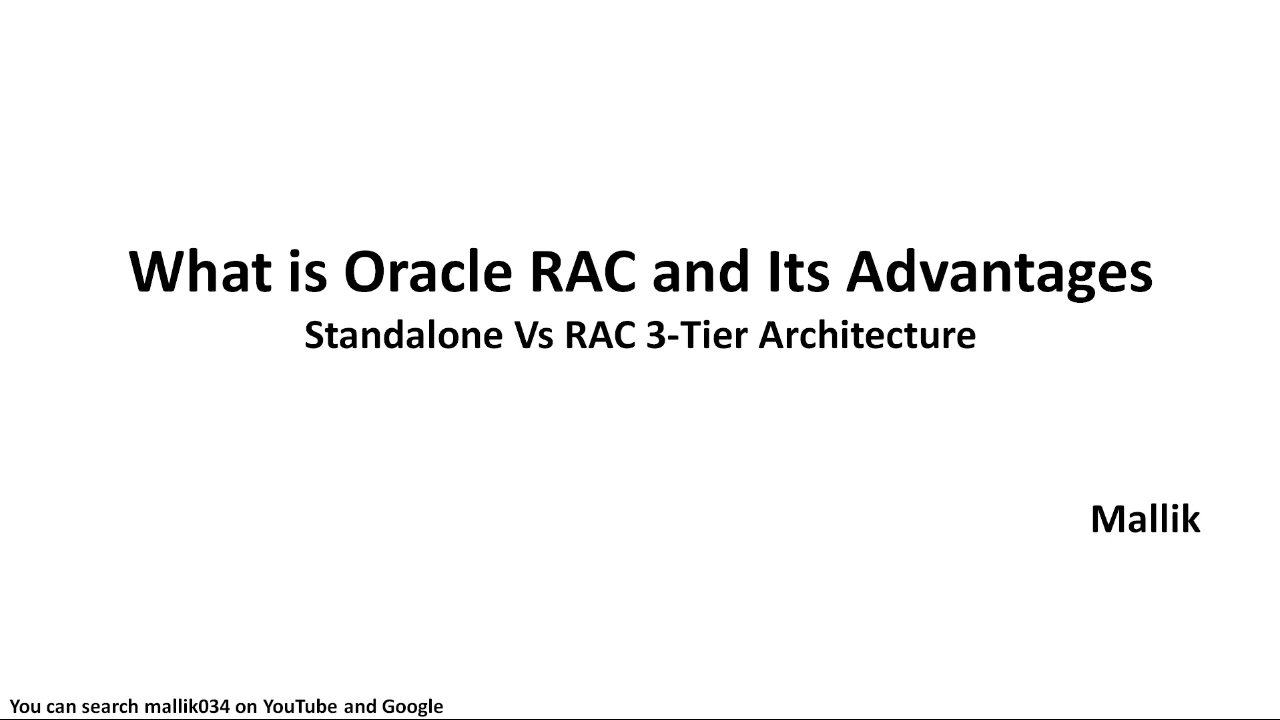 What is Oracle RAC and Its Advantages
Standalone Vs RAC 3-Tier Architecture
Mallik
You can search mallik034 on YouTube and Google